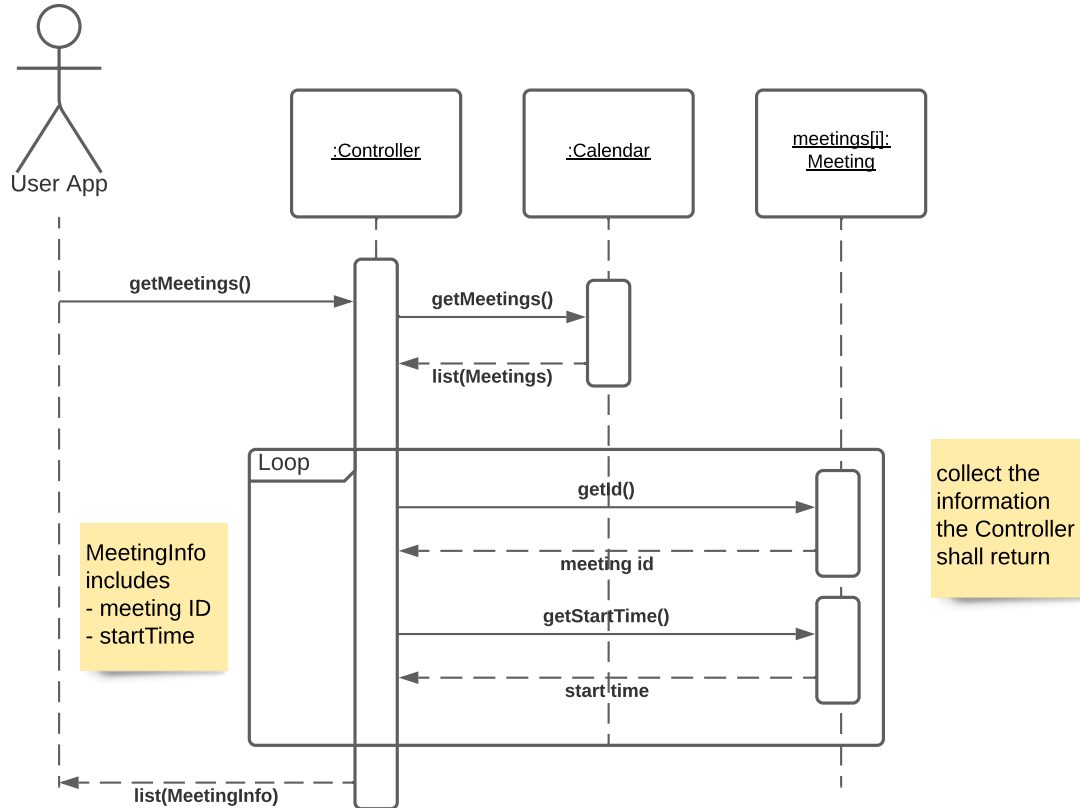 User App
:Controller
:Calendar
meetings[i]:
Meeting
getMeetings()
getMeetings()
list(Meetings)
Loop
getId()
meeting id
getStartTime()
start time
list(MeetingInfo)
MeetingInfo
includes
- meeting ID
- startTime
collect the
information
the Controller
shall return